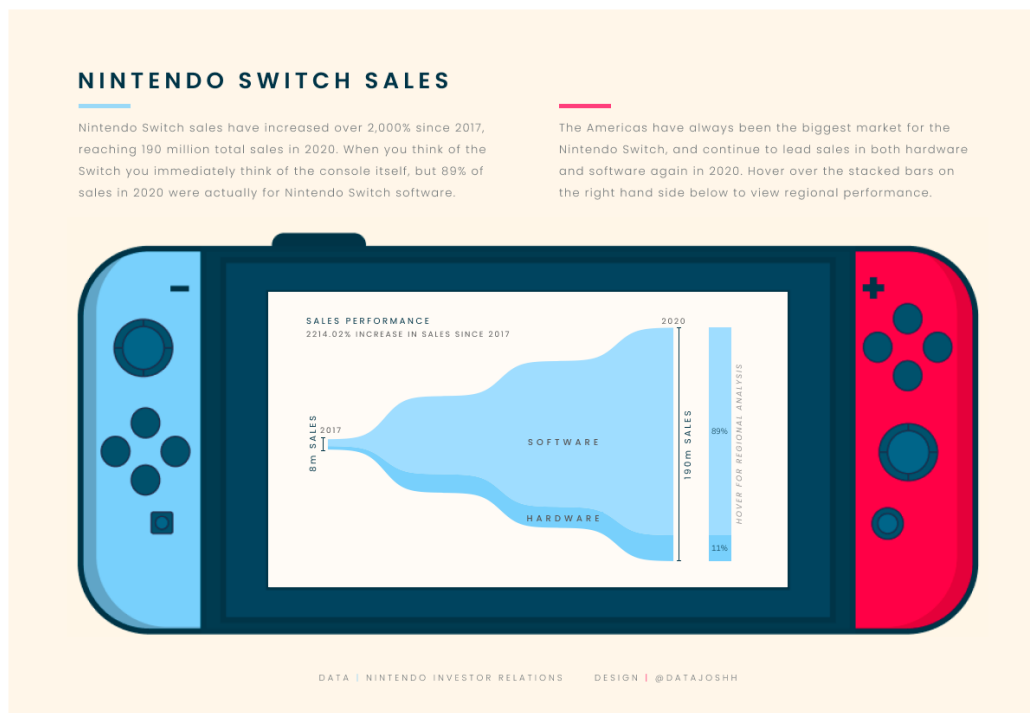 NINTENDO SWITCH SALES
Nintendo Switch sales have increased over 2,000% since 2017,
reaching 190 million total sales in 2020. When you think of the
Switch you immediately think of the console itself, but 89% of
sales in 2020 were actually for Nintendo Switch software.
The Americas have always been the biggest market for the
Nintendo Switch, and continue to lead sales in both hardware
and software again in 2020. Hover over the stacked bars on
the right hand side below to view regional performance.
SALES PERFORMANCE
2214.02% INCREASE IN SALES SINCE 2017
2017
8m SALES
SOFTWARE
HARDWARE
2020
190m SALES
89%
11%
HOVER FOR REGIONAL ANALYSIS
DATA | NINTENDO INVESTOR RELATIONS
DESIGN | @DATAJOSHH